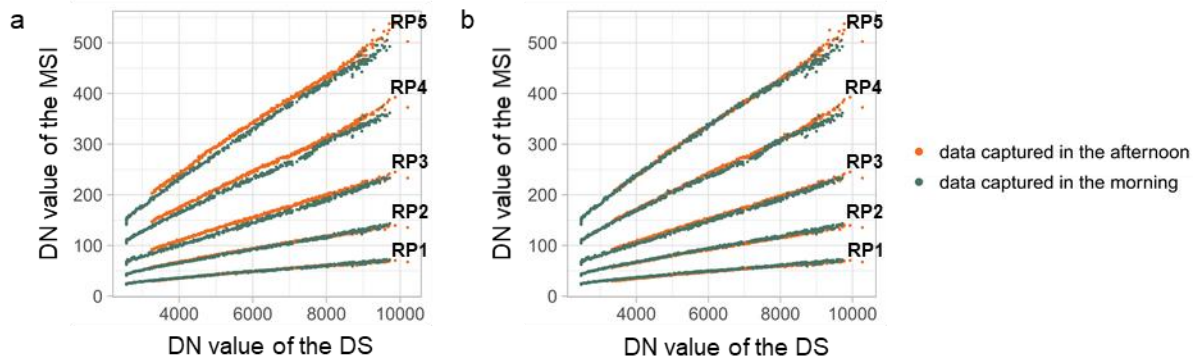 a
DN value of the MSI
500
400
300
200
100
0
RP5
RP4
RP3
RP2
RP1
4000 6000 8000 10000
DN value of the DS
b
DN value of the MSI
500
400
300
200
100
0
RP5
RP4
RP3
RP2
RP1
4000 6000 8000 10000
DN value of the DS
data captured in the afternoon
data captured in the morning